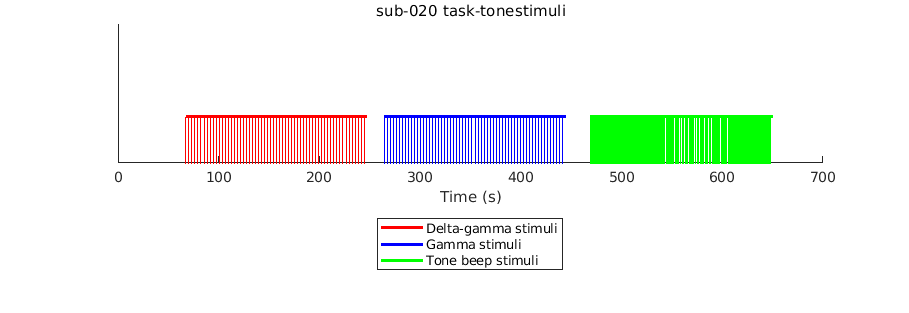 sub-020 task-tonestimuli
0 100 200 300 400 500 600 700
Time (s)
Delta-gamma stimuli
Gamma stimuli
Tone beep stimuli